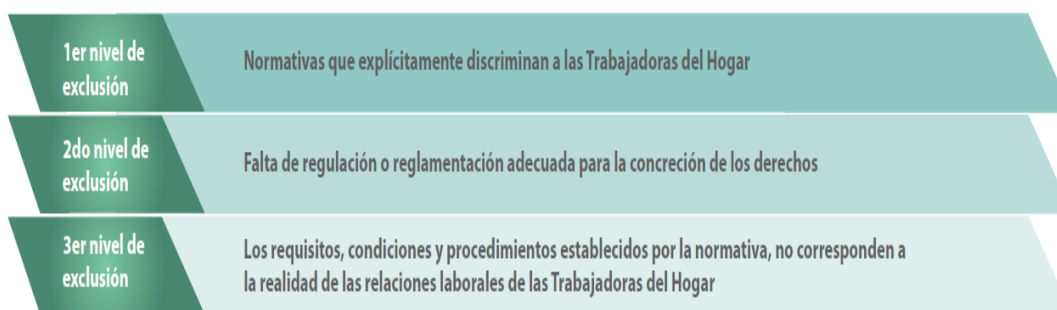 1er nivel de
exclusión
Normativas que explícitamente discriminan a las Trabajadoras del Hogar
2do nivel de
exclusión
Falta de regulación o reglamentación adecuada para la concreción de los derechos
3er nivel de
exclusión
Los requisitos, condiciones y procedimientos establecidos por la normativa, no corresponden a
la realidad de las relaciones laborales de las Trabajadoras del Hogar